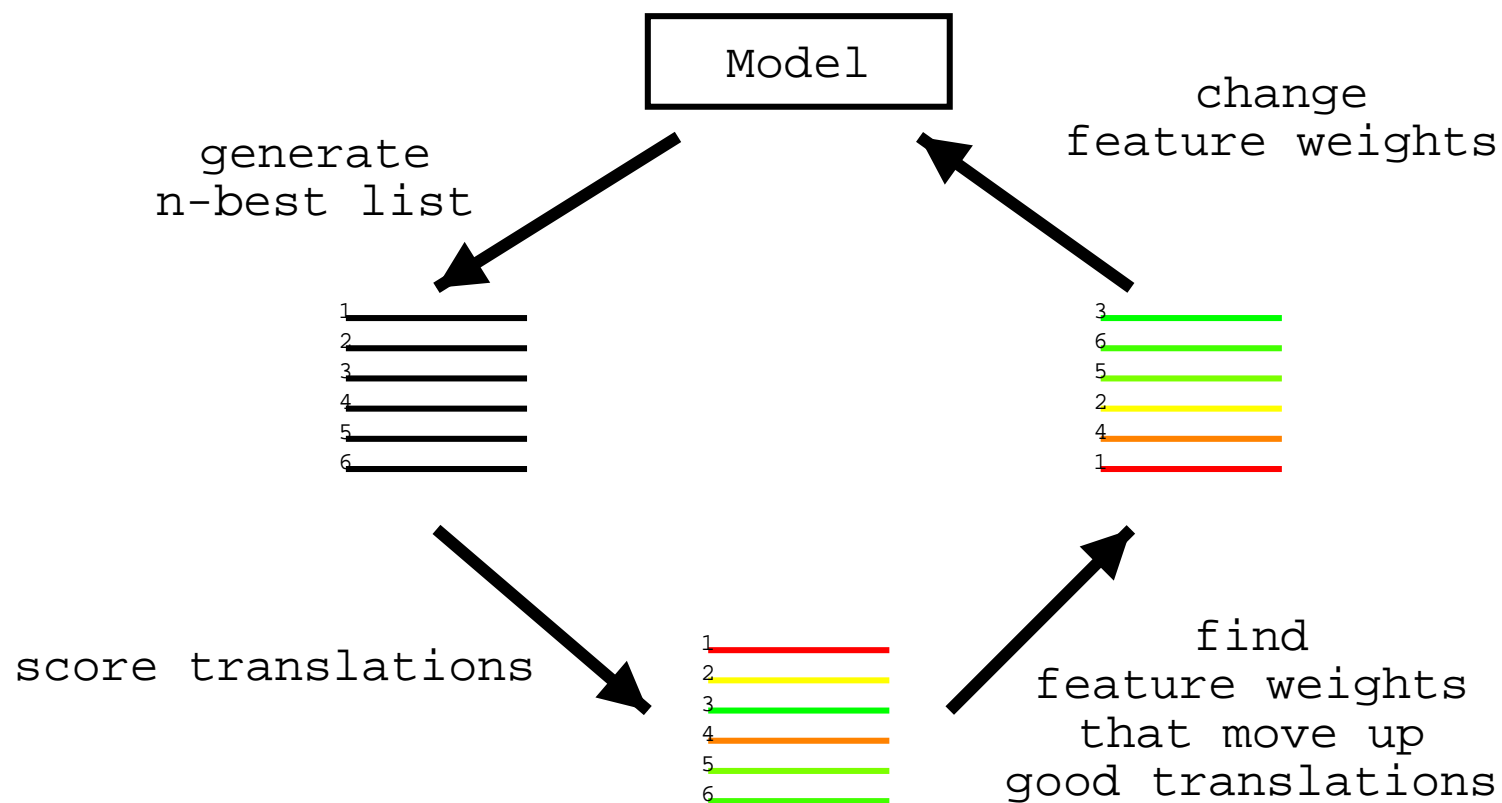 Model
change
feature weights
generate
n-best list
1
2
3
4
5
6
3
6
5
2
4
1
score translations
1
2
3
4
5
6
find
feature weights
that move up
good translations